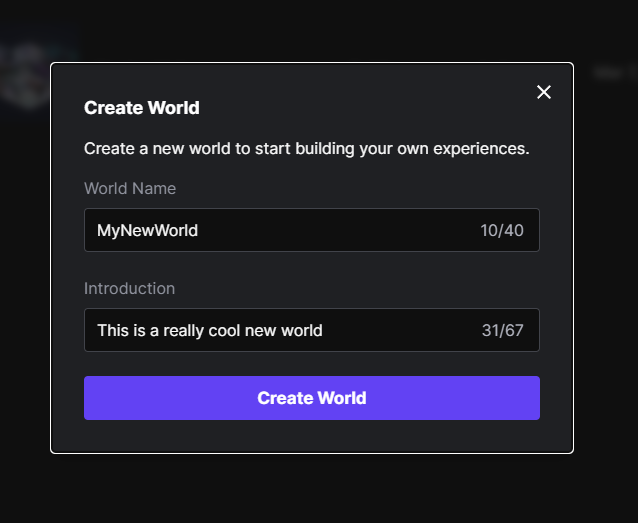 Create World
Create a new world to start building your own experiences.
World Name
MyNewWorld 10/40
Introduction
This is a really cool new world 31/67
Create World